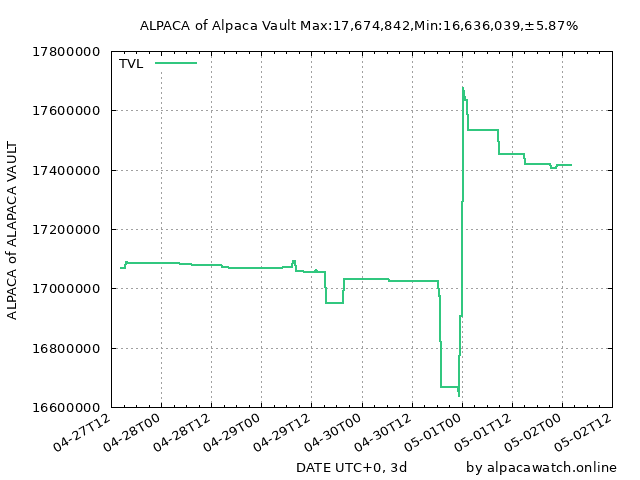 ALPACA of Alpaca Vault Max:17,674,842,Min:16,636,039,±5.87%
TVL
ALPACA of ALAPACA VAULT
17800000
17600000
17400000
17200000
17000000
16800000
16600000
04-27T12
04-28T00
04-28T12
04-29T00
04-29T12
04-30T00
04-30T12
05-01T00
05-01T12
05-02T00
05-02T12
DATE UTC+0, 3d
by alpacawatch.online